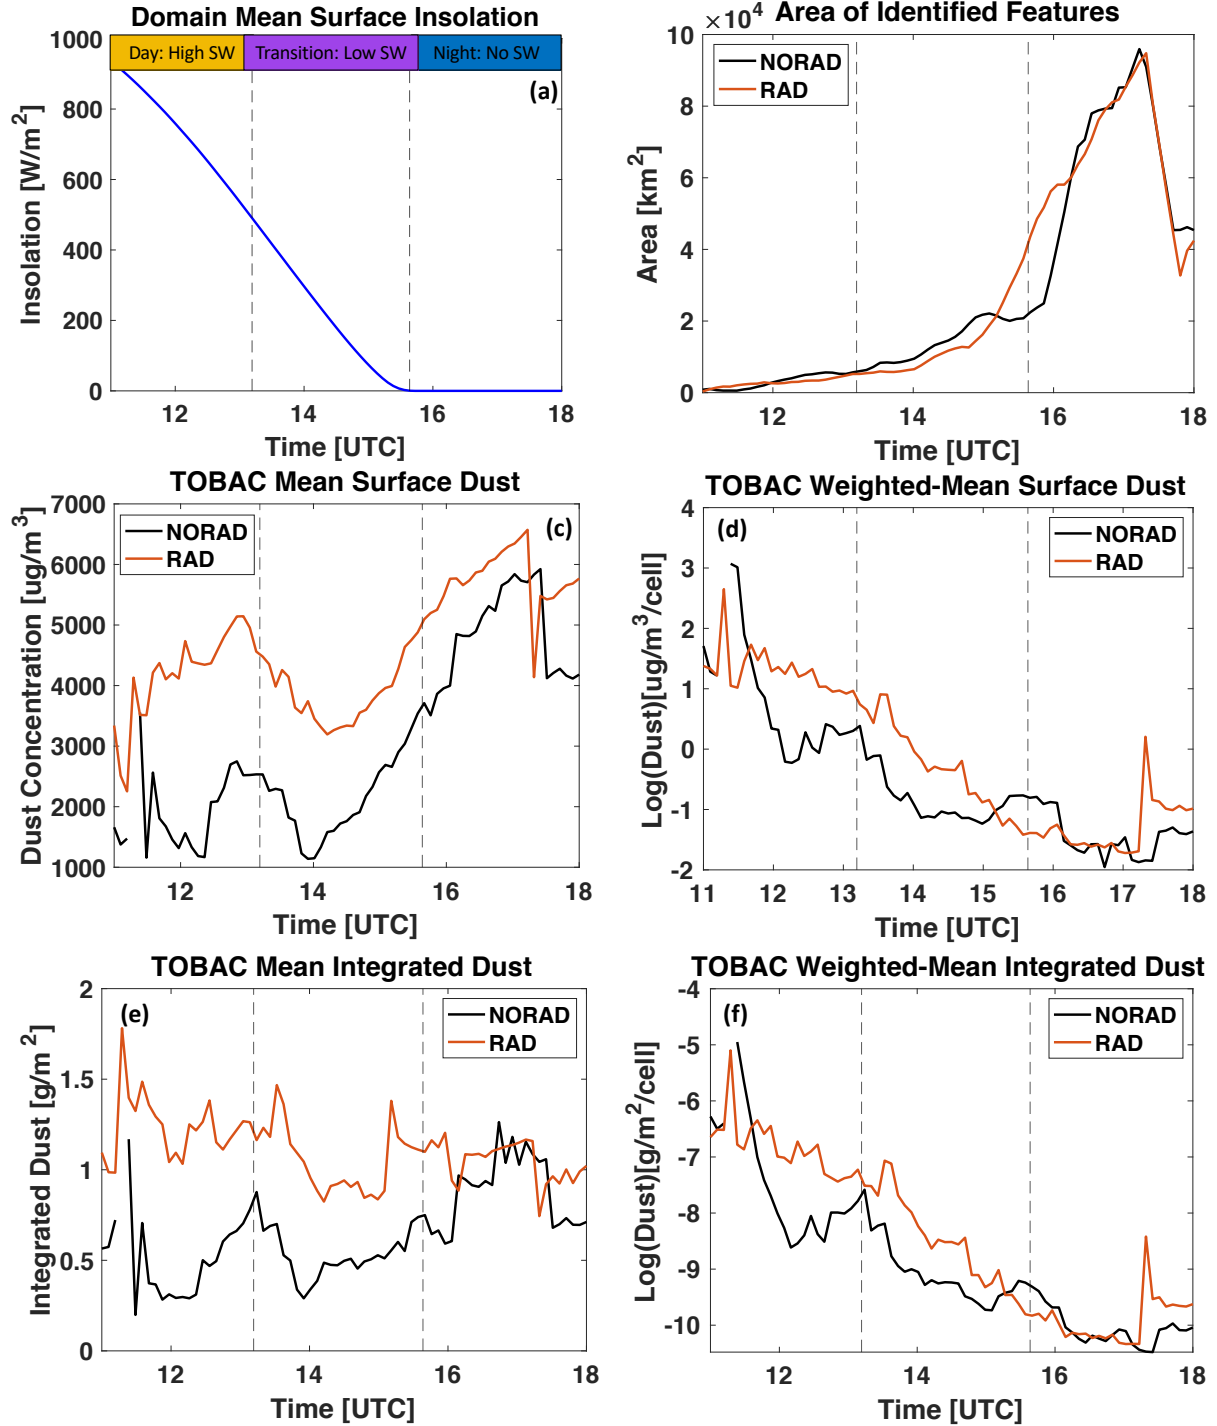 Domain Mean Surface Insolation
Day: High SW
Transition: Low SW
Night: No SW
(a)
1000
800
600
400
200
0
Insolation [W/m2]
12
14
16
18
Time [UTC]
×10 4
Area of Identified Features
NORAD
RAD
10
8
6
4
2
0
Area [km2]
12
14
16
18
Time [UTC]
TOBAC Mean Surface Dust
NORAD
RAD
(c)
7000
6000
5000
4000
3000
2000
1000
Dust Concentration [ug/m3]
12
14
16
18
Time [UTC]
TOBAC Weighted-Mean Surface Dust
(d)
NORAD
RAD
4
3
2
1
0
-1
-2
Log(Dust)[ug/m3/cell]
11
12
13
14
15
16
17
18
Time [UTC]
TOBAC Mean Integrated Dust
(e)
NORAD
RAD
2
1.5
1
0.5
0
Integrated Dust [g/m2]
12
14
16
18
Time [UTC]
TOBAC Weighted-Mean Integrated Dust
(f)
NORAD
RAD
-4
-5
-6
-7
-8
-9
-10
Log(Dust)[g/m2/cell]
12
14
16
18
Time [UTC]